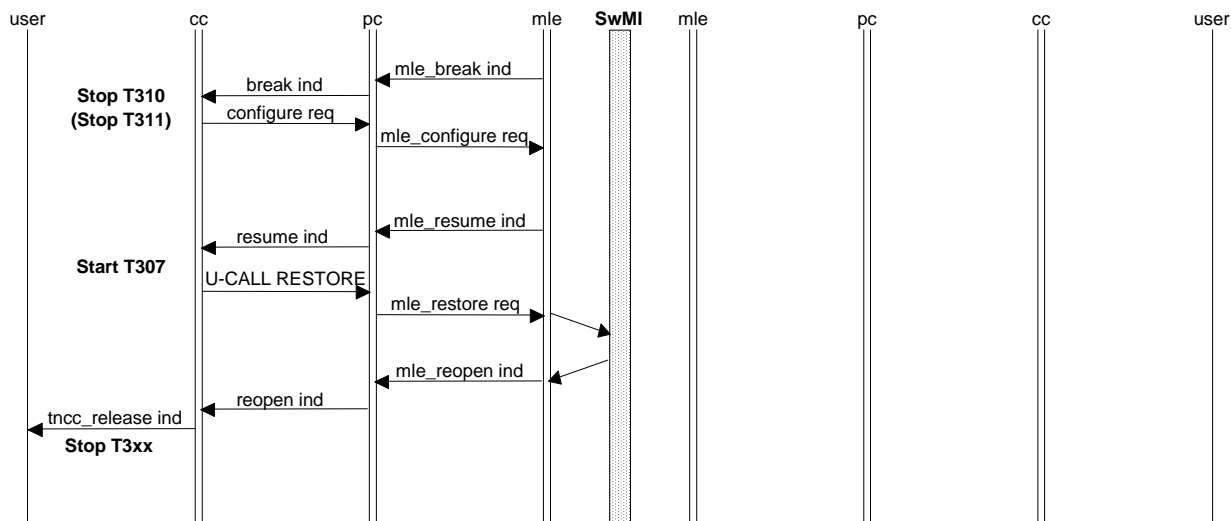 user cc pc mle SwMI mle pc cc user
mle_break ind
break ind
Stop T310
(Stop T311)
configure req
mle_configure req
mle_resume ind
resume ind
Start T307
U-CALL RESTORE
mle_restore req
mle_reopen ind
reopen ind
tncc_release ind
Stop T3xx